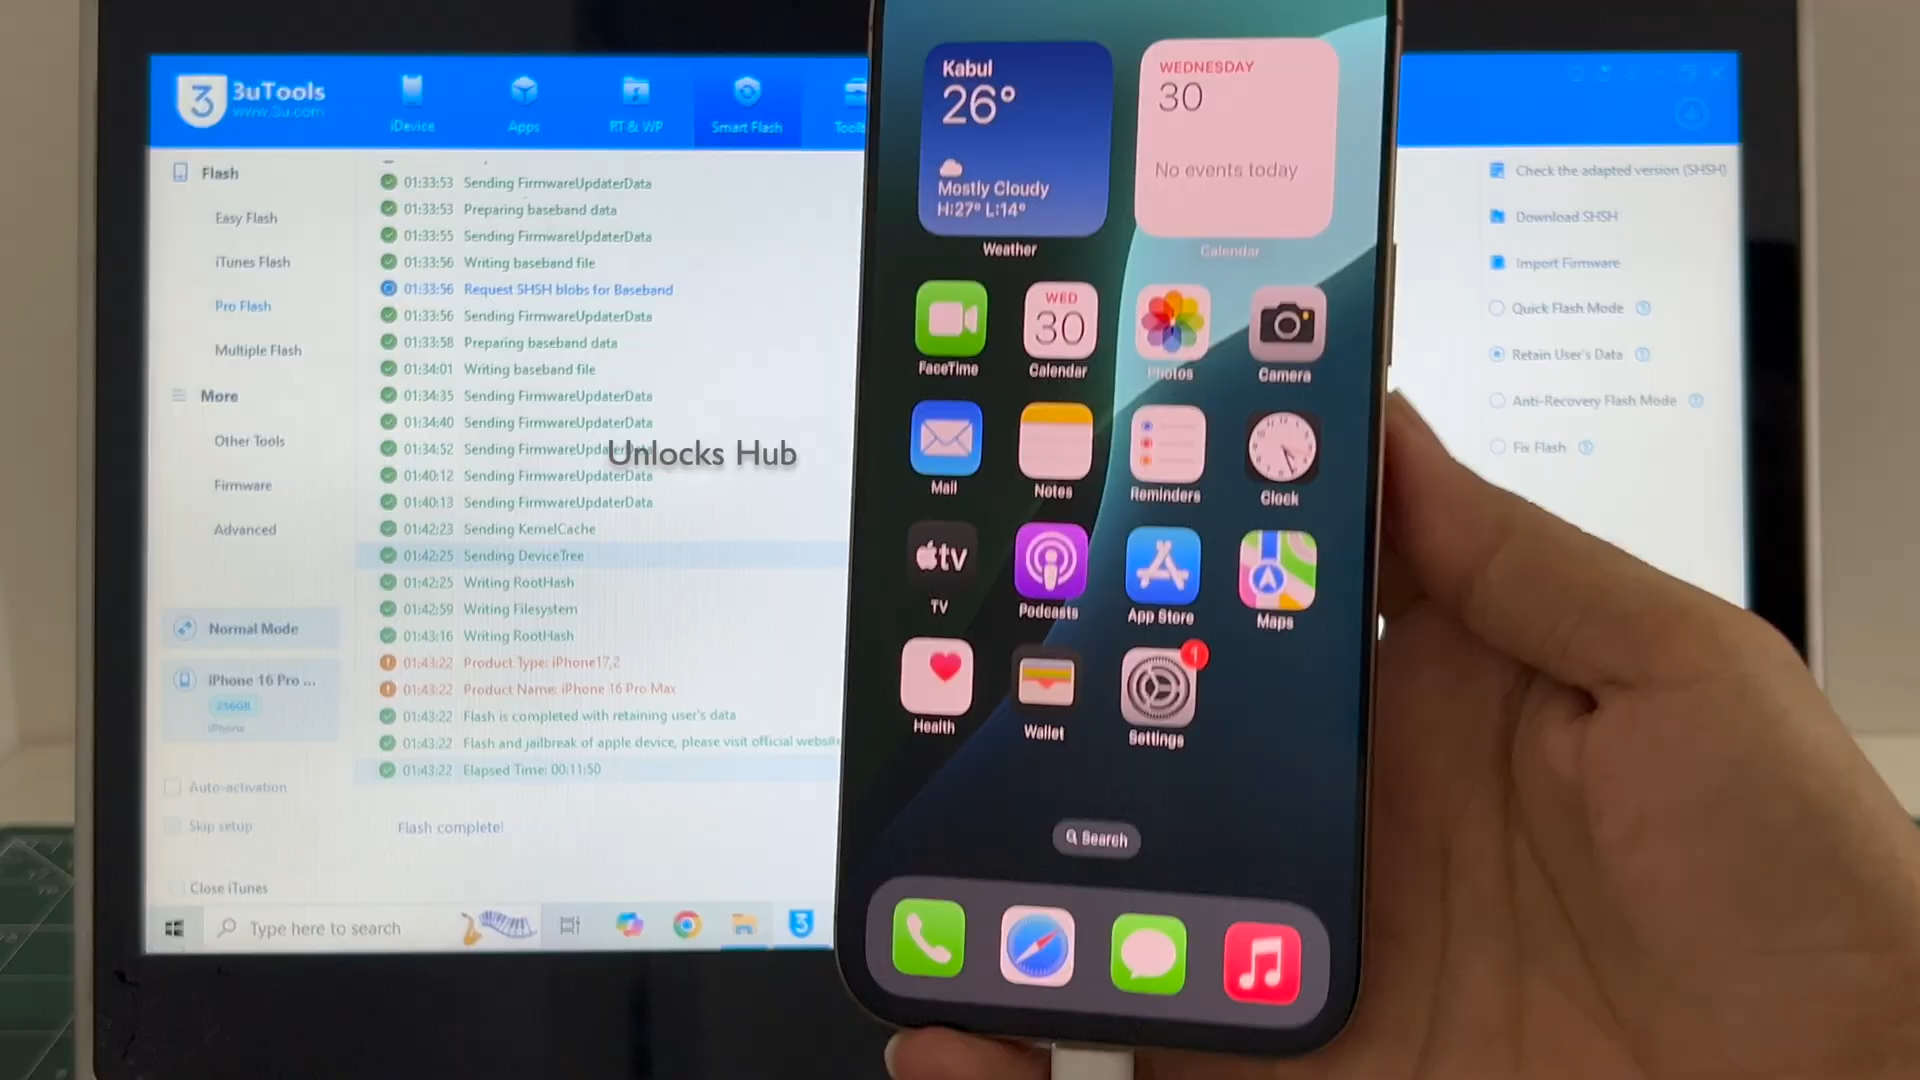 3uTools
www.3u.com
iDevice
Apps
RT & WP
Smart Flash
Flash
Easy Flash
iTunes Flash
Pro Flash
Multiple Flash
More
Other Tools
Firmware
Advanced
Normal Mode
iPhone 16 Pro ...
256GB
iPhone
Auto-activation
Skip setup
Close iTunes
01:33:53 Sending FirmwareUpdaterData
01:33:53 Preparing baseband data
01:33:55 Sending FirmwareUpdaterData
01:33:56 Writing baseband file
01:33:56 Request SHSH blobs for Baseband
01:33:56 Sending FirmwareUpdaterData
01:33:58 Preparing baseband data
01:34:01 Writing baseband file
01:34:35 Sending FirmwareUpdaterData
01:34:40 Sending FirmwareUpdaterData
01:34:52 Sending FirmwareUpdaterData
01:40:12 Sending FirmwareUpdaterData
01:40:13 Sending FirmwareUpdaterData
01:42:23 Sending KernelCache
01:42:25 Sending DeviceTree
01:42:25 Writing RootHash
01:42:59 Writing Filesystem
01:43:16 Writing RootHash
01:43:22 Product Type: iPhone17,2
01:43:22 Product Name: iPhone 16 Pro Max
01:43:22 Flash is completed with retaining user's data
01:43:22 Flash and jailbreak of apple device, please visit official website
01:43:22 Elapsed Time: 00:11:50
Flash complete!
Unlocks Hub
Type here to search
Kabul
26°
Mostly Cloudy
H:27° L:14°
Weather
WEDNESDAY
30
No events today
Calendar
FaceTime
WED
30
Calendar
Photos
Camera
Mail
Notes
Reminders
Clock
tv
TV
Podcasts
App Store
Maps
Health
Wallet
1
Settings
Search
Check the adapted version (SHSH)
Download SHSH
Import Firmware
Quick Flash Mode
Retain User's Data
Anti-Recovery Flash Mode
Fix Flash